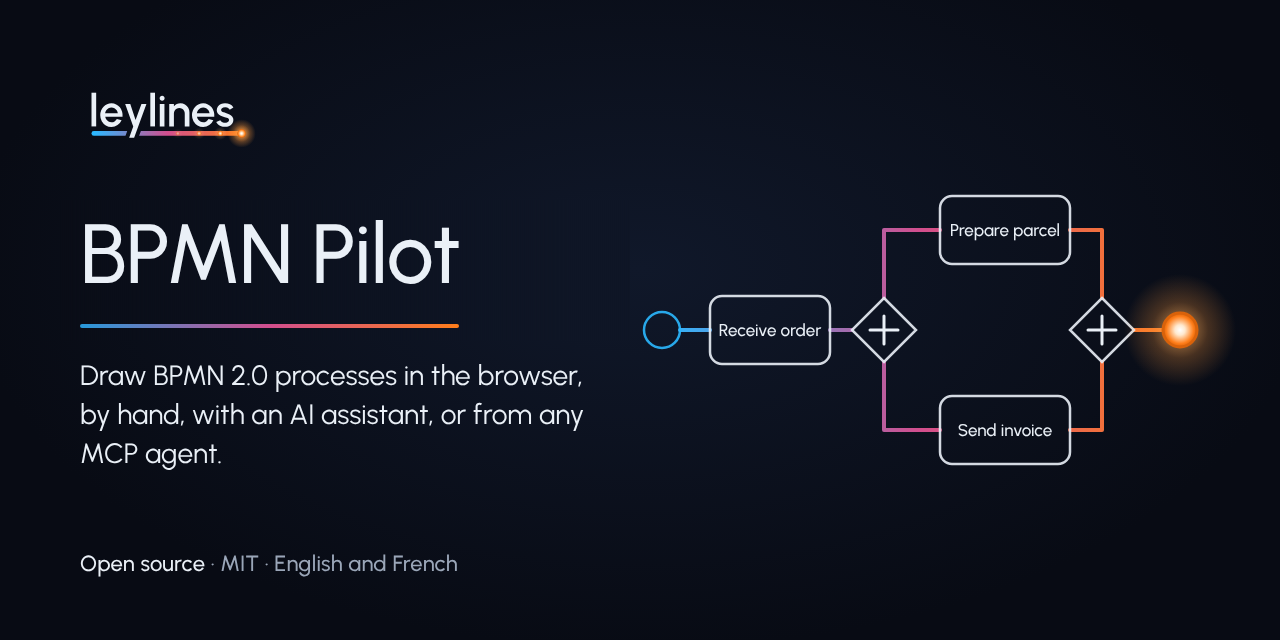 leylines
BPMN Pilot
Draw BPMN 2.0 processes in the browser,
by hand, with an AI assistant, or from any
MCP agent.
Open source · MIT · English and French
Receive order
Prepare parcel
Send invoice